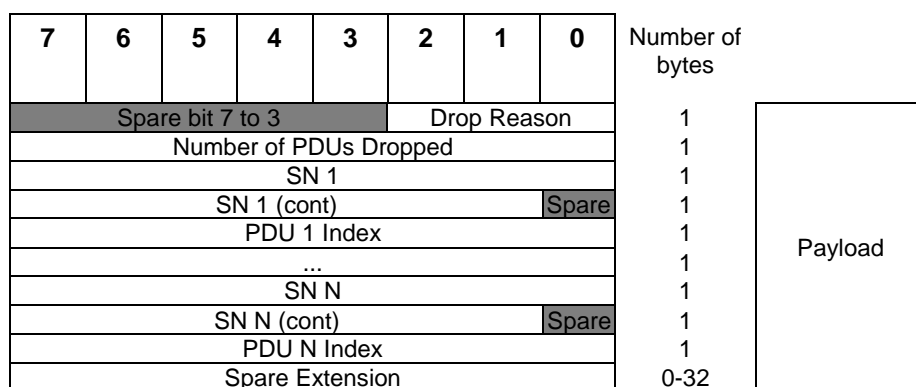 7 6 5 4 3 2 1 0 Number of
bytes
Spare bit 7 to 3 Drop Reason 1
Number of PDUs Dropped 1
SN 1 1
SN 1 (cont) Spare 1
PDU 1 Index 1
... 1
SN N 1
SN N (cont) Spare 1
PDU N Index 1
Spare Extension 0-32
Payload